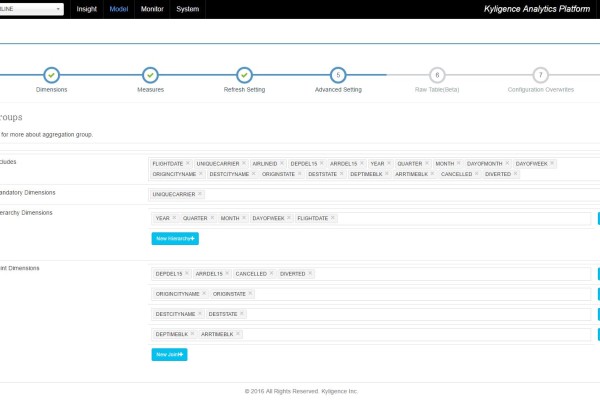 LINE Insight Model Monitor System Kyligence Analytics Platform
5 6 7
Dimensions Measures Refresh Setting Advanced Setting Raw Table(Beta) Configuration Overwrites
roups
for more about aggregation group.
cludes
FLIGHTDATE × UNIQUECARRIER × AIRLINEID × DEPDEL15 × ARRDEL15 × YEAR × QUARTER × MONTH × DAYOFMONTH × DAYOFWEEK ×
ORIGINCITYNAME × DESTCITYNAME × ORIGINSTATE × DESTSTATE × DEPTIMEBLK × ARRTIMEBLK × CANCELLED × DIVERTED ×
andatory Dimensions UNIQUECARRIER ×
erarchy Dimensions
YEAR × QUARTER × MONTH × DAYOFWEEK × FLIGHTDATE ×
New Hierarchy+
int Dimensions
DEPDEL15 × ARRDEL15 × CANCELLED × DIVERTED ×
ORIGINCITYNAME × ORIGINSTATE ×
DESTCITYNAME × DESTSTATE ×
DEPTIMEBLK × ARRTIMEBLK ×
New Joint+
© 2016 All Rights Reserved. Kyligence Inc.